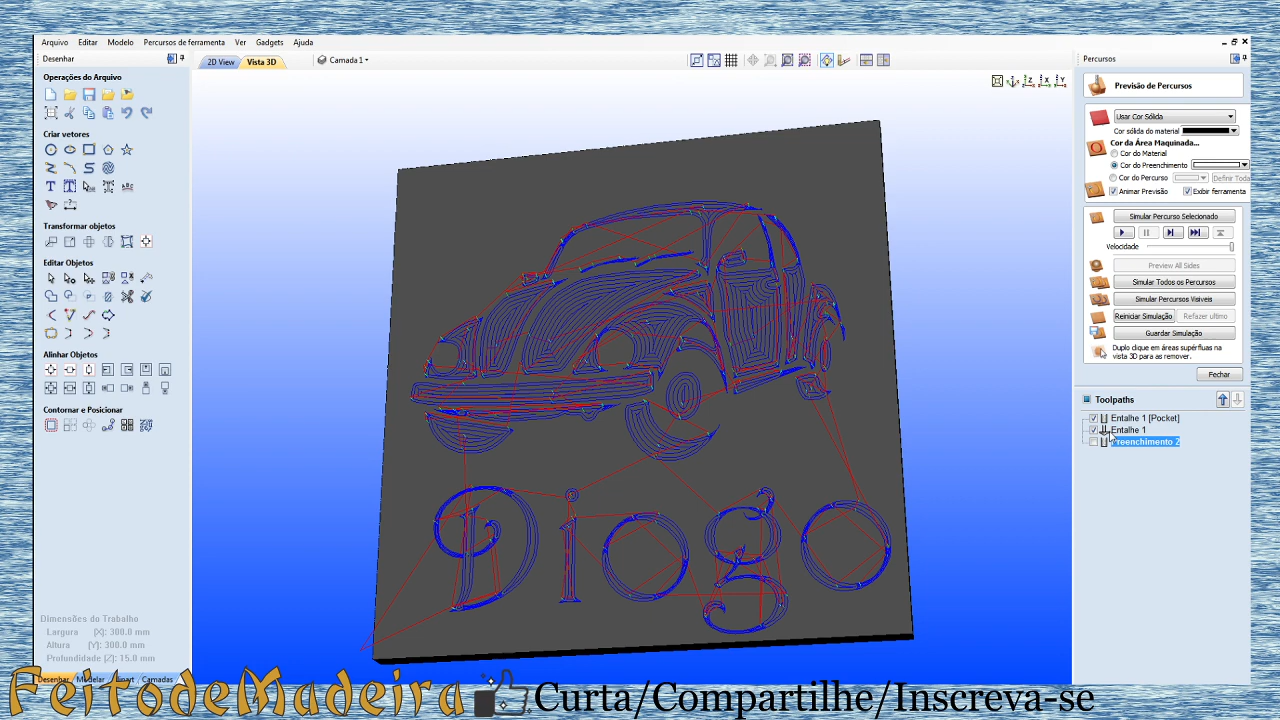 Arquivo Editar Modelo Percursos de ferramenta Ver Gadgets Ajuda
Desenhar
2D View Vista 3D Camada 1
Percursos
Operações do Arquivo
Criar vetores
Transformar objetos
Editar Objetos
Alinhar Objetos
Contornar e Posicionar
Dimensões do Trabalho
Largura [X]: 300.0 mm
Altura [Y]: 300.0 mm
Profundidade [Z]: 15.0 mm
Desenhar Modelar Camadas
Diogo
Previsão de Percursos
Usar Cor Sólida
Cor sólida do material
Cor da Área Maquinada...
Cor do Material
Cor do Preenchimento
Cor do Percurso Definir Toda
Animar Previsão Exibir ferramenta
Simular Percurso Selecionado
Velocidade
Preview All Sides
Simular Todos os Percursos
Simular Percursos Visíveis
Reiniciar Simulação Refazer ultimo
Guardar Simulação
Duplo clique em áreas supérfluas na
vista 3D para as remover.
Fechar
Toolpaths
Entalhe 1 [Pocket]
Entalhe 1
Preenchimento 2
FeitodeMadeira Curta/Compartilhe/Inscreva-se